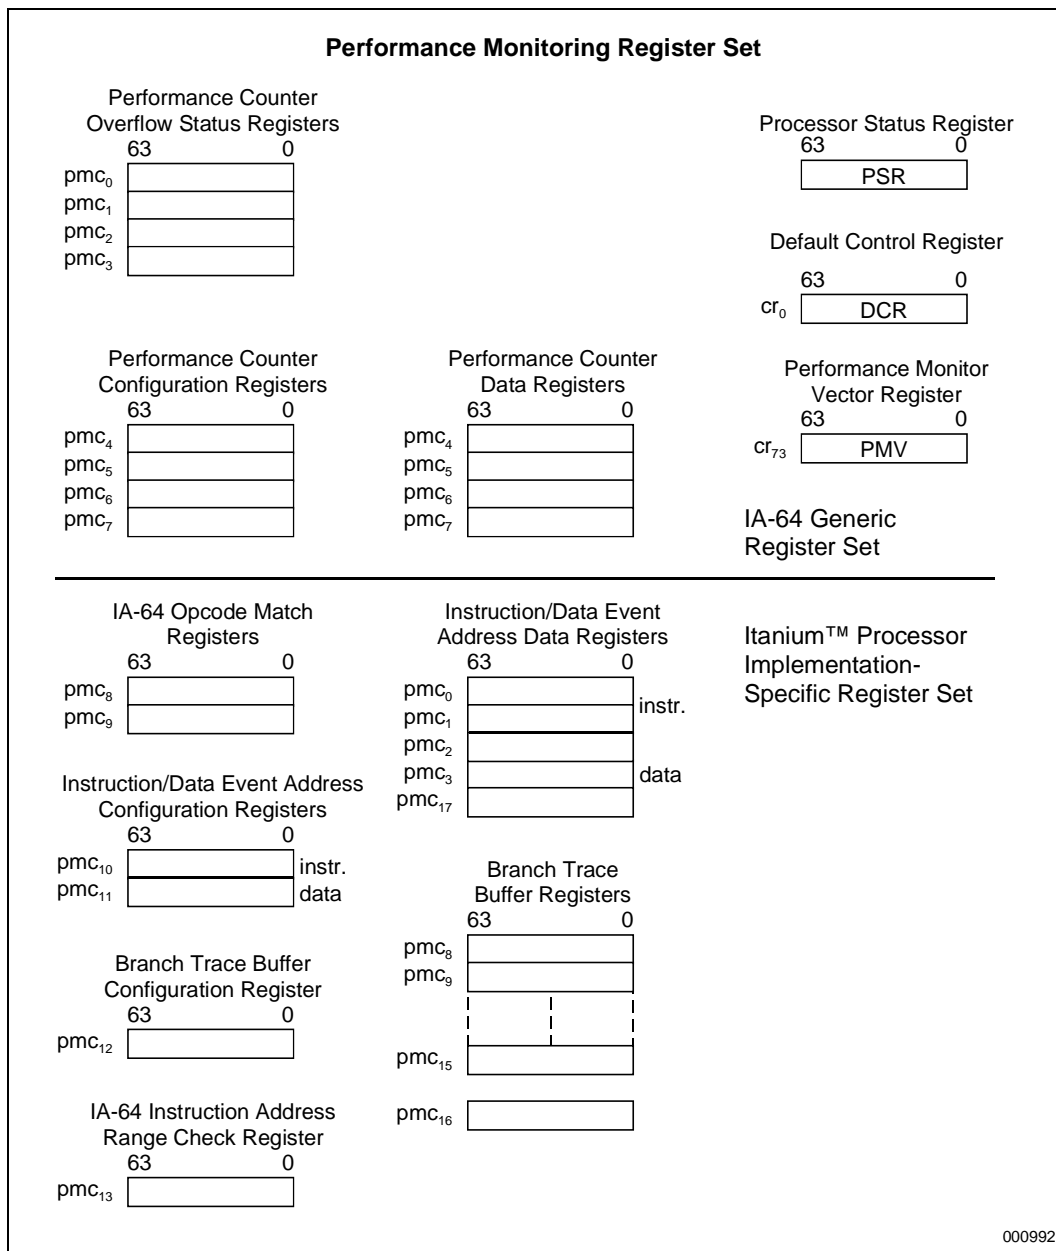 Performance Monitoring Register Set
Performance Counter
Overflow Status Registers
63 0
pmc₀
pmc₁
pmc₂
pmc₃
Processor Status Register
63 0
PSR
Default Control Register
63 0
cr₀ DCR
Performance Counter
Configuration Registers
63 0
pmc₄
pmc₅
pmc₆
pmc₇
Performance Counter
Data Registers
63 0
pmc₄
pmc₅
pmc₆
pmc₇
Performance Monitor
Vector Register
63 0
cr₇₃ PMV
IA-64 Generic
Register Set
IA-64 Opcode Match
Registers
63 0
pmc₈
pmc₉
Instruction/Data Event
Address Data Registers
63 0
pmc₀
pmc₁ instr.
pmc₂
pmc₃ data
pmc₁₇
Itanium™ Processor
Implementation-
Specific Register Set
Instruction/Data Event Address
Configuration Registers
63 0
pmc₁₀ instr.
pmc₁₁ data
Branch Trace
Buffer Registers
63 0
pmc₈
pmc₉
pmc₁₅
pmc₁₆
Branch Trace Buffer
Configuration Register
63 0
pmc₁₂
IA-64 Instruction Address
Range Check Register
63 0
pmc₁₃
000992